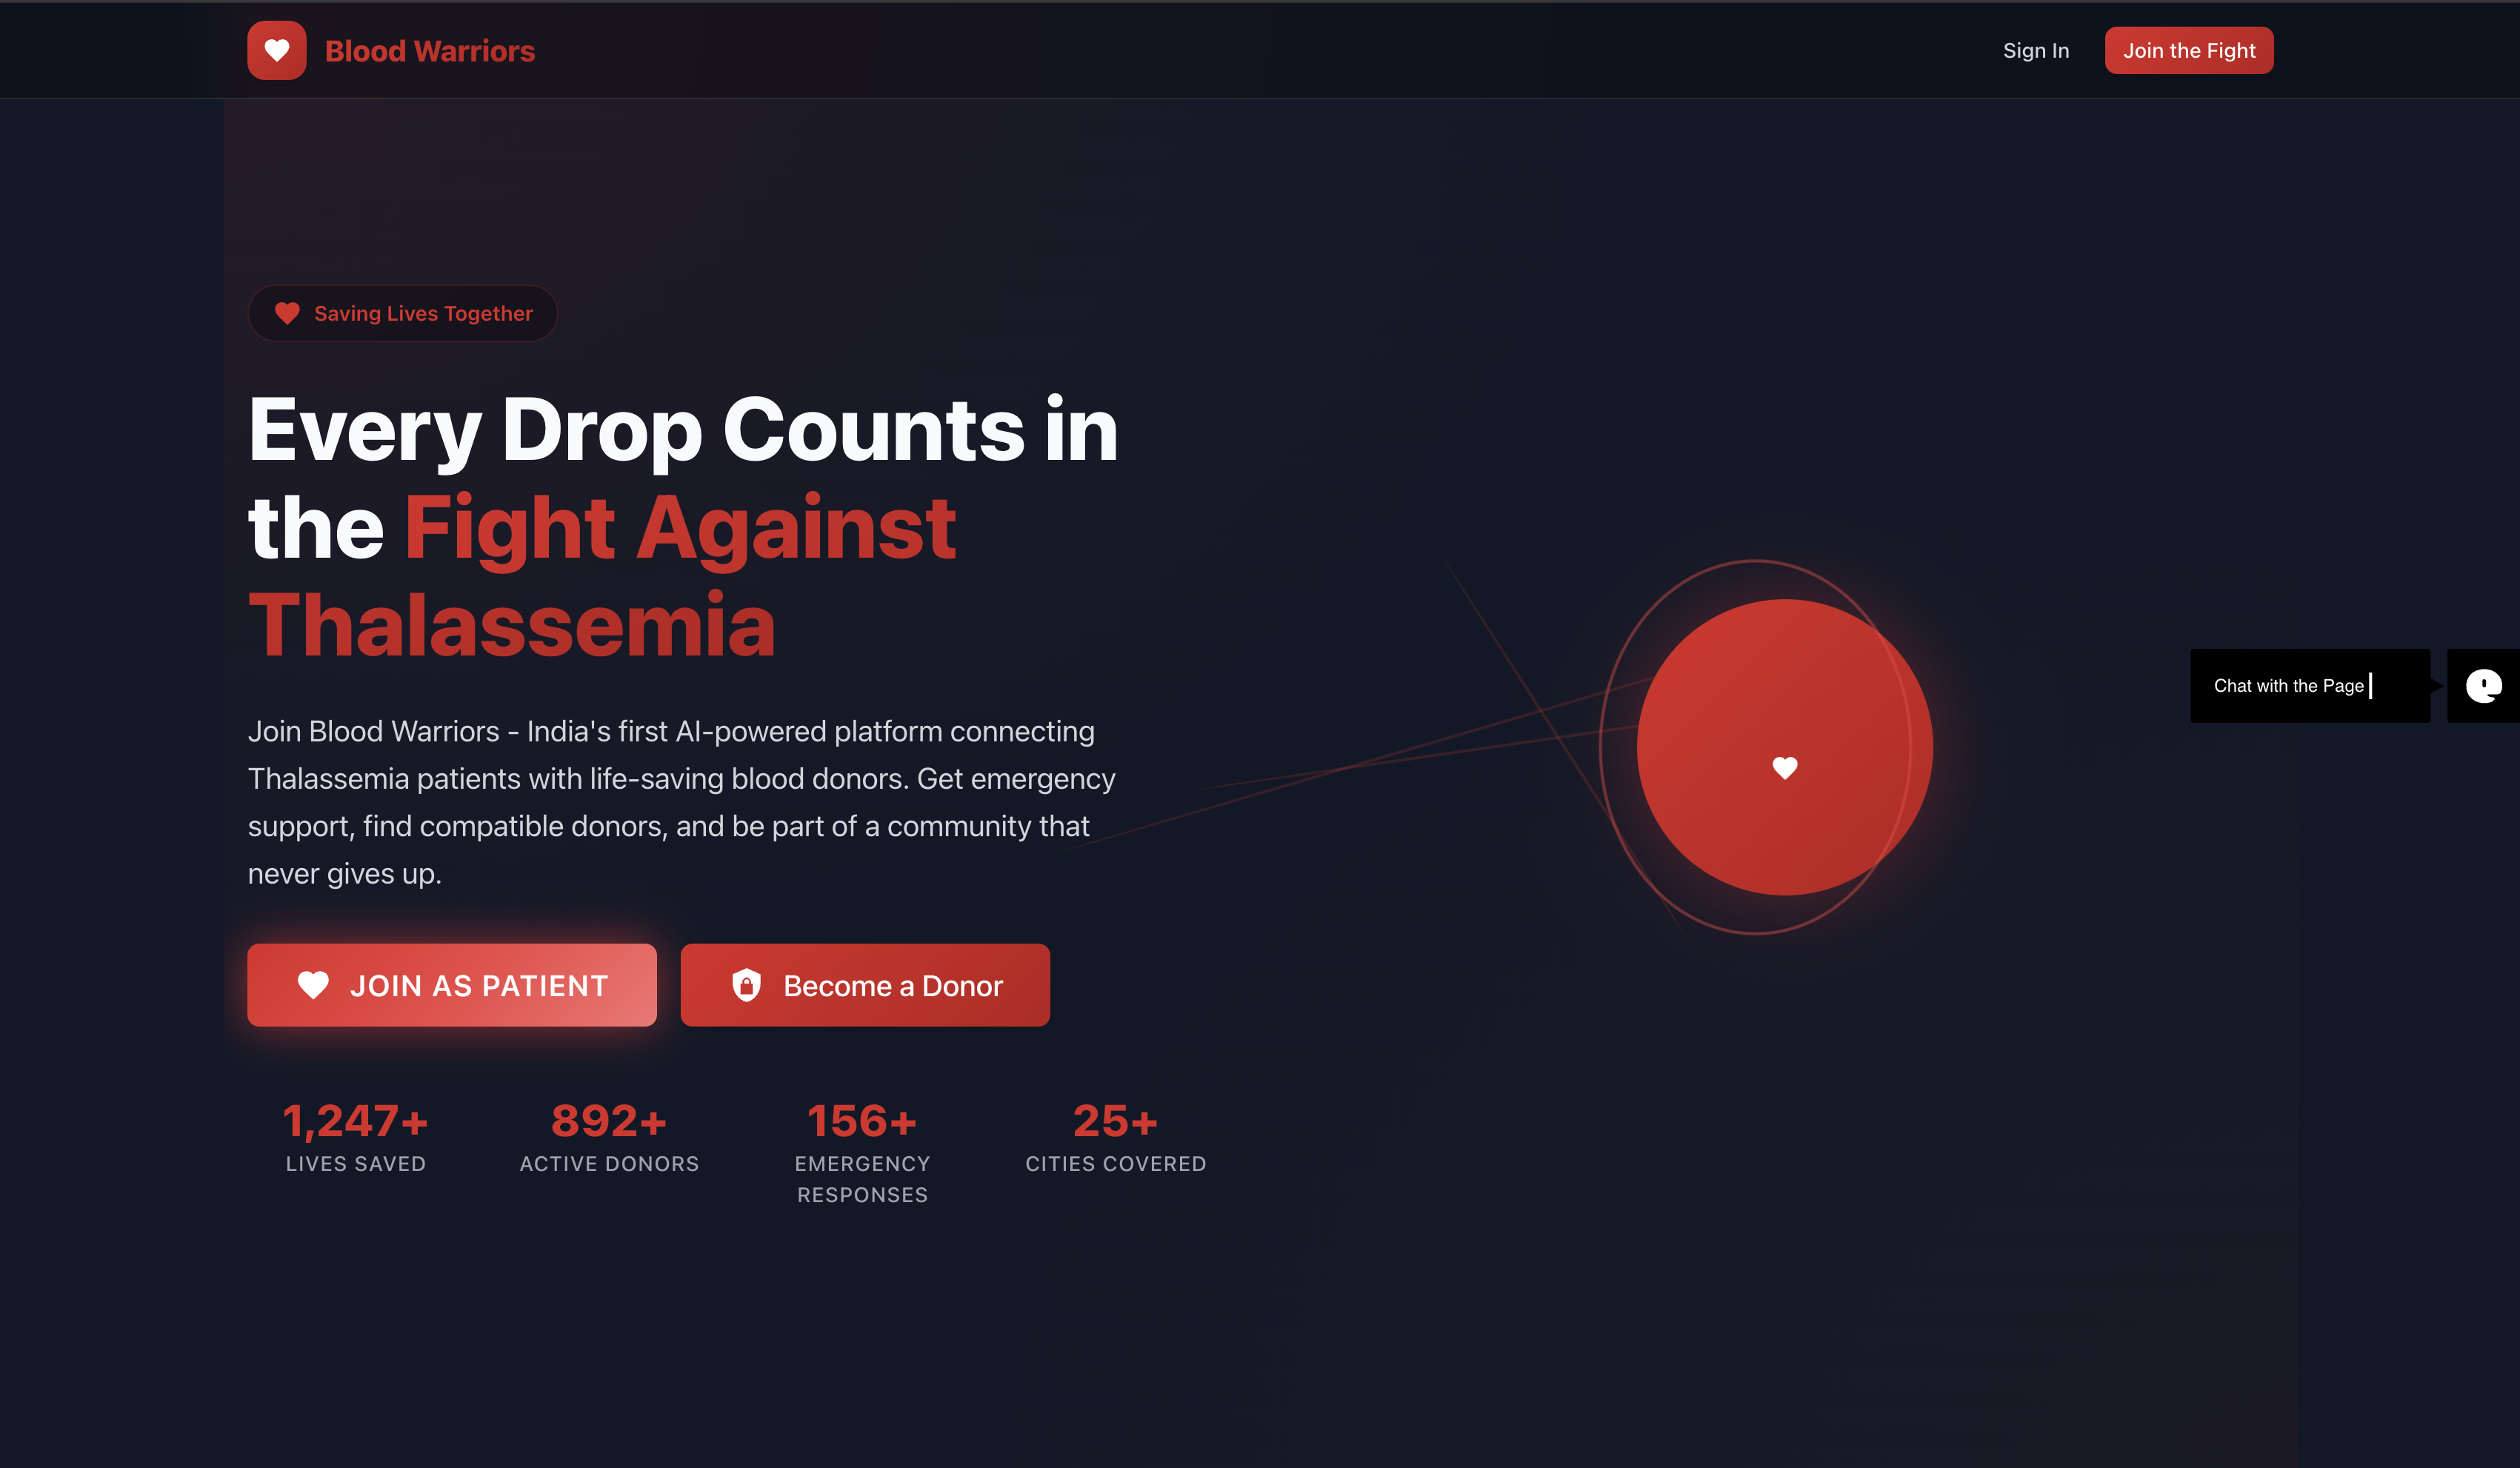 Blood Warriors
Sign In
Join the Fight
Saving Lives Together
Every Drop Counts in
the Fight Against
Thalassemia
Join Blood Warriors - India's first AI-powered platform connecting
Thalassemia patients with life-saving blood donors. Get emergency
support, find compatible donors, and be part of a community that
never gives up.
Chat with the Page
JOIN AS PATIENT
Become a Donor
1,247+
LIVES SAVED
892+
ACTIVE DONORS
156+
EMERGENCY
RESPONSES
25+
CITIES COVERED